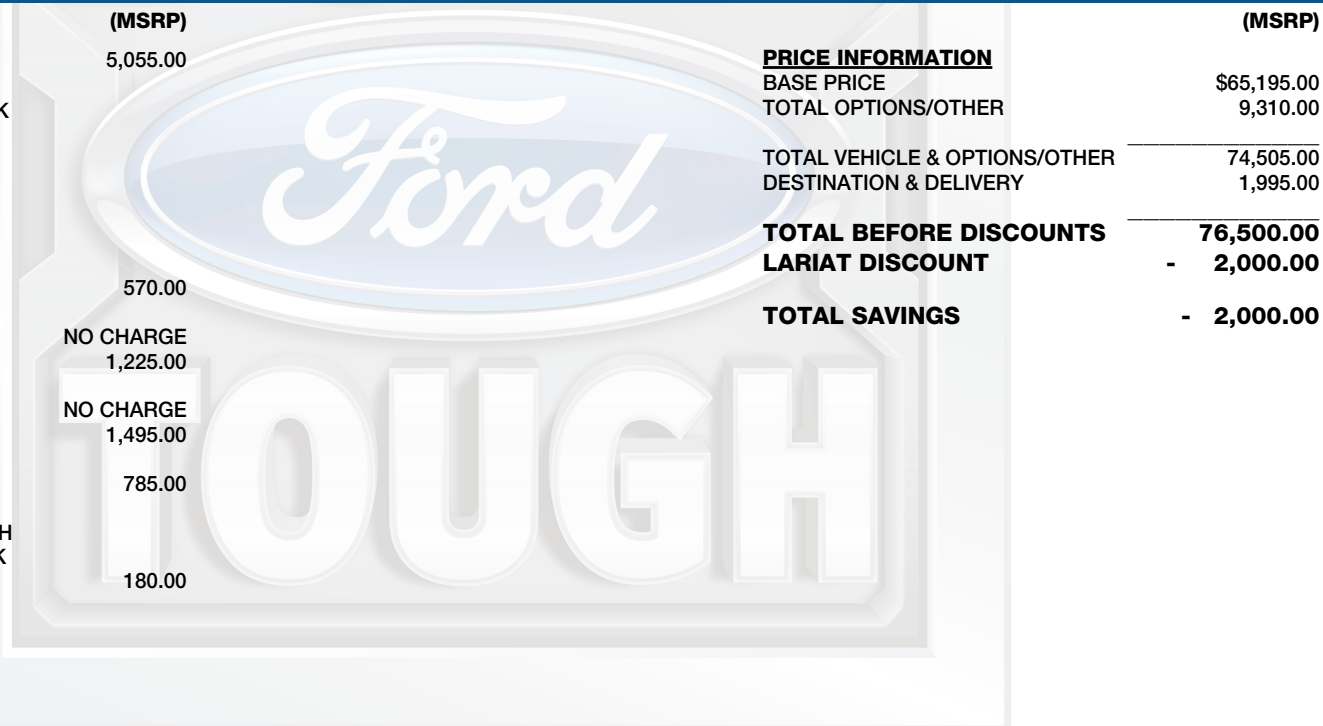 (MSRP)
5,055.00
K
570.00
NO CHARGE
1,225.00
NO CHARGE
1,495.00
785.00
H
K
180.00
Ford
TOUGH
(MSRP)
PRICE INFORMATION
BASE PRICE $65,195.00
TOTAL OPTIONS/OTHER 9,310.00
TOTAL VEHICLE & OPTIONS/OTHER 74,505.00
DESTINATION & DELIVERY 1,995.00
TOTAL BEFORE DISCOUNTS 76,500.00
LARIAT DISCOUNT - 2,000.00
TOTAL SAVINGS - 2,000.00